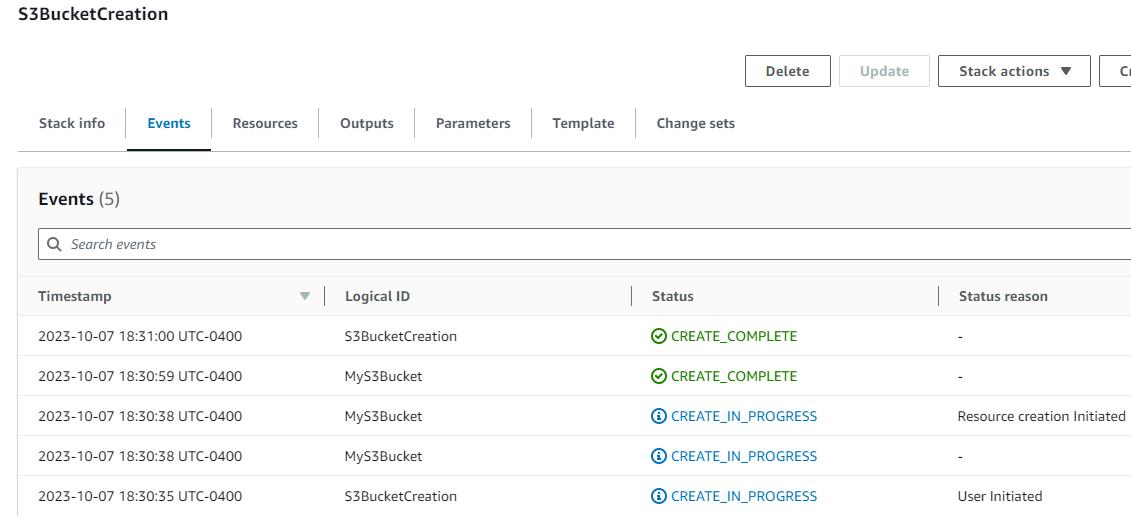 S3BucketCreation
Delete Update Stack actions
Stack info Events Resources Outputs Parameters Template Change sets
Events (5)
Search events
Timestamp Logical ID Status Status reason
2023-10-07 18:31:00 UTC-0400 S3BucketCreation CREATE_COMPLETE -
2023-10-07 18:30:59 UTC-0400 MyS3Bucket CREATE_COMPLETE -
2023-10-07 18:30:38 UTC-0400 MyS3Bucket CREATE_IN_PROGRESS Resource creation Initiated
2023-10-07 18:30:38 UTC-0400 MyS3Bucket CREATE_IN_PROGRESS -
2023-10-07 18:30:35 UTC-0400 S3BucketCreation CREATE_IN_PROGRESS User Initiated